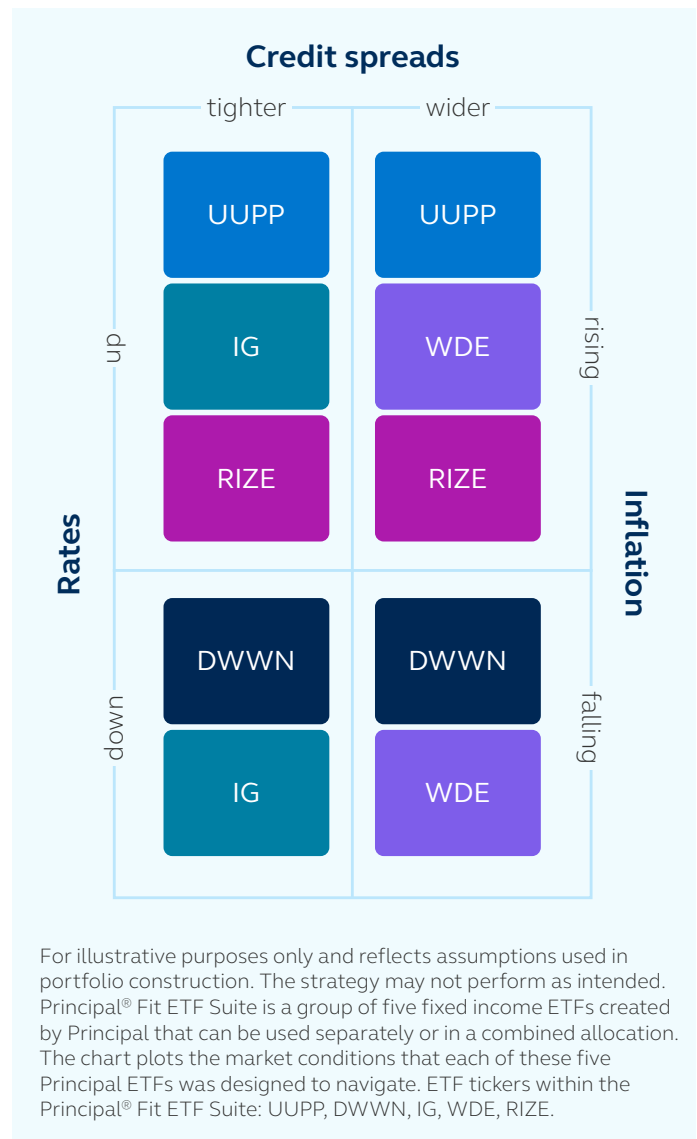 Credit spreads
tighter
wider
UUPP
UUPP
up
IG
WDE
rising
RIZE
RIZE
Rates
Inflation
DWWN
DWWN
down
falling
IG
WDE
For illustrative purposes only and reflects assumptions used in
portfolio construction. The strategy may not perform as intended.
Principal® Fit ETF Suite is a group of five fixed income ETFs created
by Principal that can be used separately or in a combined allocation.
The chart plots the market conditions that each of these five
Principal ETFs was designed to navigate. ETF tickers within the
Principal® Fit ETF Suite: UUPP, DWWN, IG, WDE, RIZE.